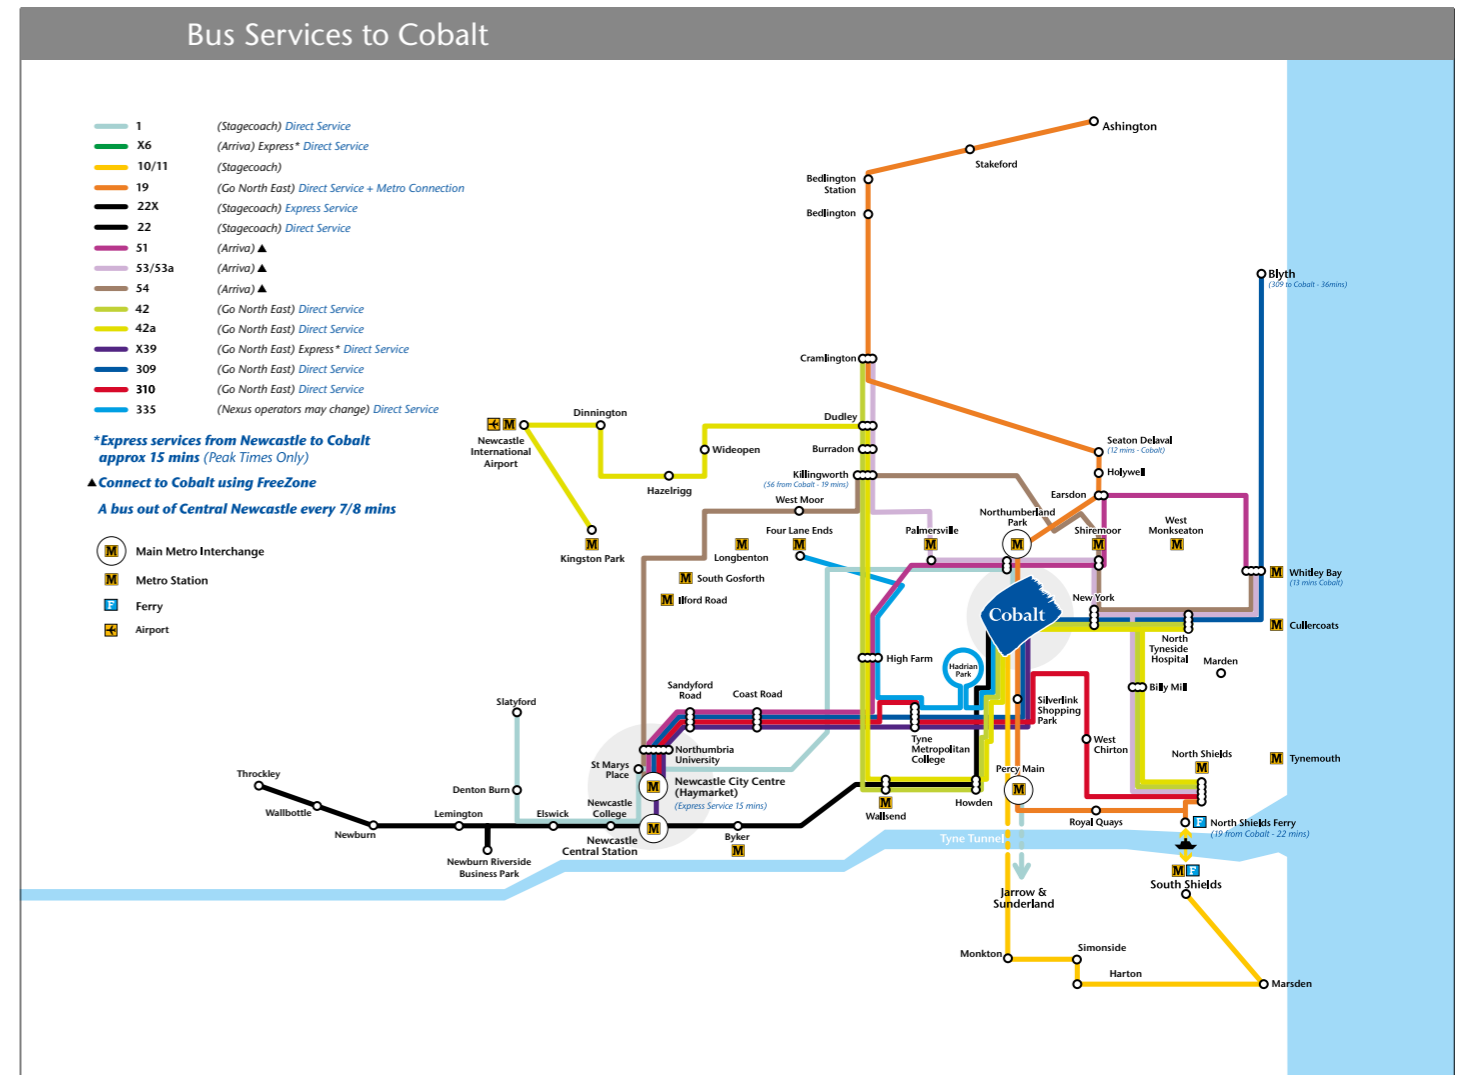 Bus Services to Cobalt
1 (Stagecoach) Direct Service
X6 (Arriva) Express* Direct Service
10/11 (Stagecoach)
19 (Go North East) Direct Service + Metro Connection
22X (Stagecoach) Express Service
22 (Stagecoach) Direct Service
51 (Arriva) ▲
53/53a (Arriva) ▲
54 (Arriva) ▲
42 (Go North East) Direct Service
42a (Go North East) Direct Service
X39 (Go North East) Express* Direct Service
309 (Go North East) Direct Service
310 (Go North East) Direct Service
335 (Nexus operators may change) Direct Service
*Express services from Newcastle to Cobalt
approx 15 mins (Peak Times Only)
▲Connect to Cobalt using FreeZone
A bus out of Central Newcastle every 7/8 mins
M Main Metro Interchange
M Metro Station
F Ferry
Airport
Ashington
Stakeford
Bedlington
Station
Bedlington
Blyth
(309 to Cobalt - 36mins)
Cramlington
Dudley
Burradon
Killingworth
(56 from Cobalt - 19 mins)
West Moor
M
Newcastle
International
Airport
Dinnington
Hazelrigg
Wideopen
Kingston Park
M
Seaton Delaval
(12 mins - Cobalt)
Holywell
Earsdon
Northumberland
Park
M
Shiremoor
M
West
Monkseaton
M
Four Lane Ends
M
Palmersville
M
M
Longbenton
M South Gosforth
M Ilford Road
M Whitley Bay
(13 mins Cobalt)
M Cullercoats
New York
Cobalt
North
Tyneside
Hospital
Marden
High Farm
Hadrian
Park
Billy Mill
Silverlink
Shopping
Park
West
Chirton
North Shields
M
M Tynemouth
Sandyford
Road
Coast Road
Tyne
Metropolitan
College
Slatyford
Northumbria
University
St Marys
Place
M
Newcastle City Centre
(Haymarket)
(Express Service 15 mins)
Percy Main
M
Throckley
Wallbottle
Newburn
Denton Burn
Lemington
Elswick
Newcastle
College
M
Newcastle
Central Station
Newburn Riverside
Business Park
Byker
M
M
Wallsend
Howden
Royal Quays
F North Shields Ferry
(19 from Cobalt - 22 mins)
Tyne Tunnel
M F
South Shields
Jarrow &
Sunderland
Monkton
Simonside
Harton
Marsden